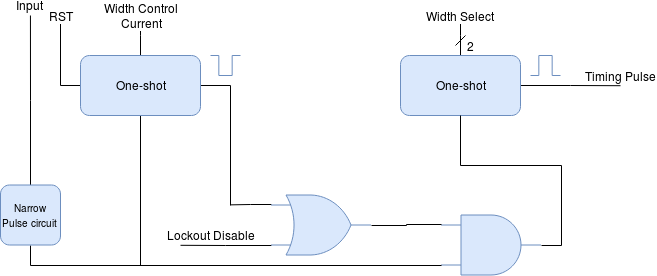 Input
RST
Width Control
Current
Width Select
2
One-shot
One-shot
Timing Pulse
Narrow
Pulse circuit
Lockout Disable